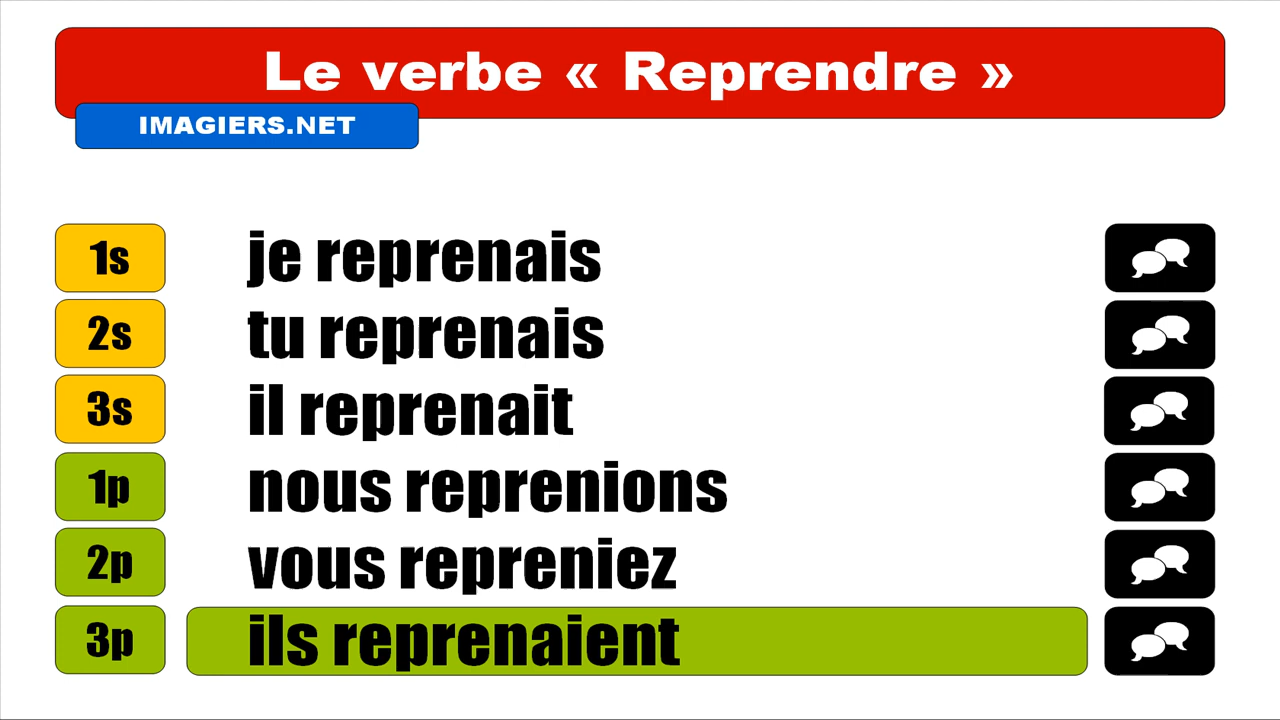 Le verbe « Reprendre »
IMAGIERS.NET
1s je reprenais
2s tu reprenais
3s il reprenait
1p nous reprenions
2p vous repreniez
3p ils reprenaient